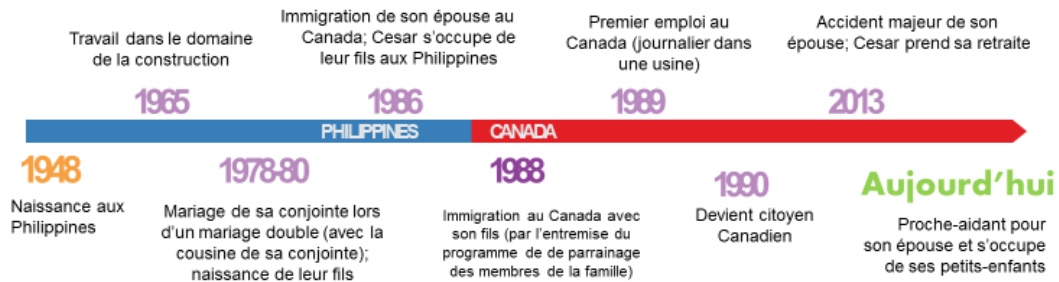 Travail dans le domaine
de la construction
1965
Immigration de son épouse au
Canada; Cesar s’occupe de
leur fils aux Philippines
1986
Premier emploi au
Canada (journalier dans
une usine)
1989
Accident majeur de son
épouse; Cesar prend sa retraite
2013
PHILIPPINES
CANADA
1948
Naissance aux
Philippines
1978-80
Mariage de sa conjointe lors
d’un mariage double (avec la
cousine de sa conjointe);
naissance de leur fils
1988
Immigration au Canada avec
son fils (par l’entremise du
programme de de parrainage
des membres de la famille)
1990
Devient citoyen
Canadien
Aujourd’hui
Proche-aidant pour
son épouse et s’occupe
de ses petits-enfants